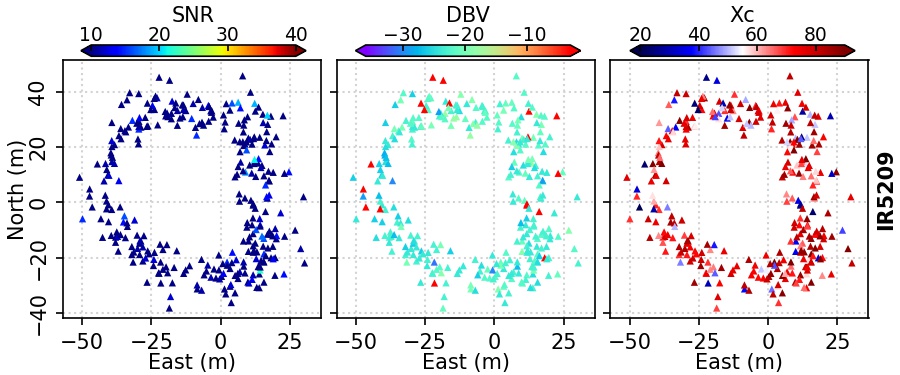 SNR DBV Xc
10 20 30 40 −30 −20 −10 20 40 60 80
40
20
0
−20
−40
North (m)
IR5209
−50 −25 0 25 −50 −25 0 25 −50 −25 0 25
East (m) East (m) East (m)